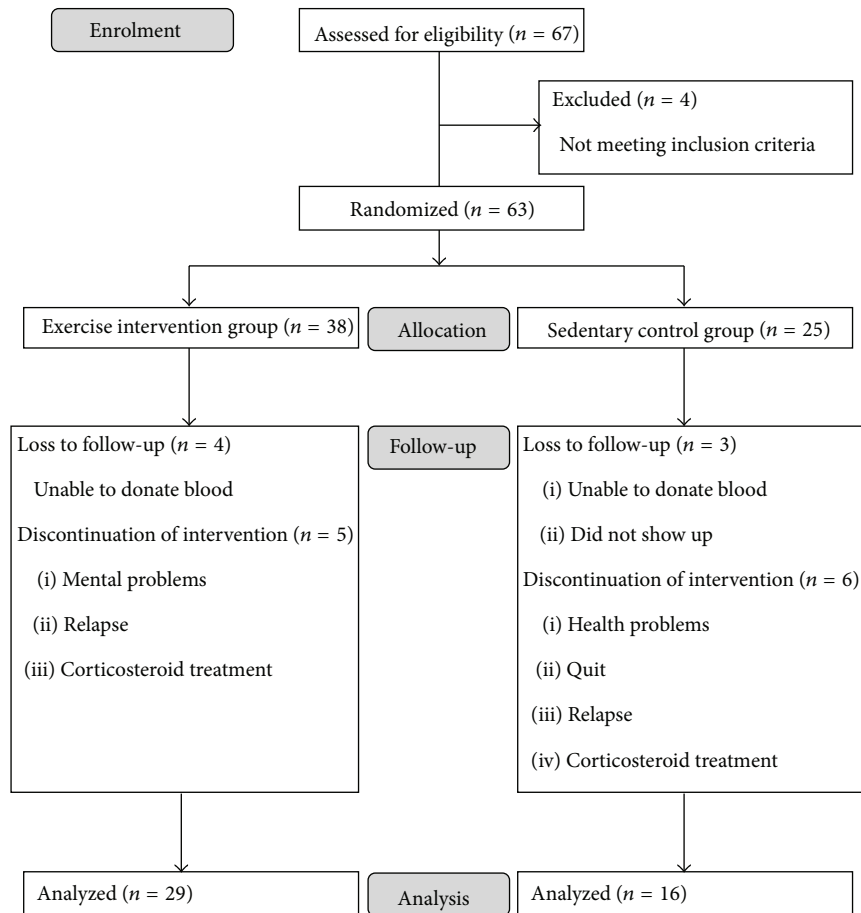 Enrolment
Assessed for eligibility (n = 67)
Excluded (n = 4)
Not meeting inclusion criteria
Randomized (n = 63)
Exercise intervention group (n = 38)
Allocation
Sedentary control group (n = 25)
Loss to follow-up (n = 4)
Unable to donate blood
Discontinuation of intervention (n = 5)
(i) Mental problems
(ii) Relapse
(iii) Corticosteroid treatment
Follow-up
Loss to follow-up (n = 3)
(i) Unable to donate blood
(ii) Did not show up
Discontinuation of intervention (n = 6)
(i) Health problems
(ii) Quit
(iii) Relapse
(iv) Corticosteroid treatment
Analyzed (n = 29)
Analysis
Analyzed (n = 16)